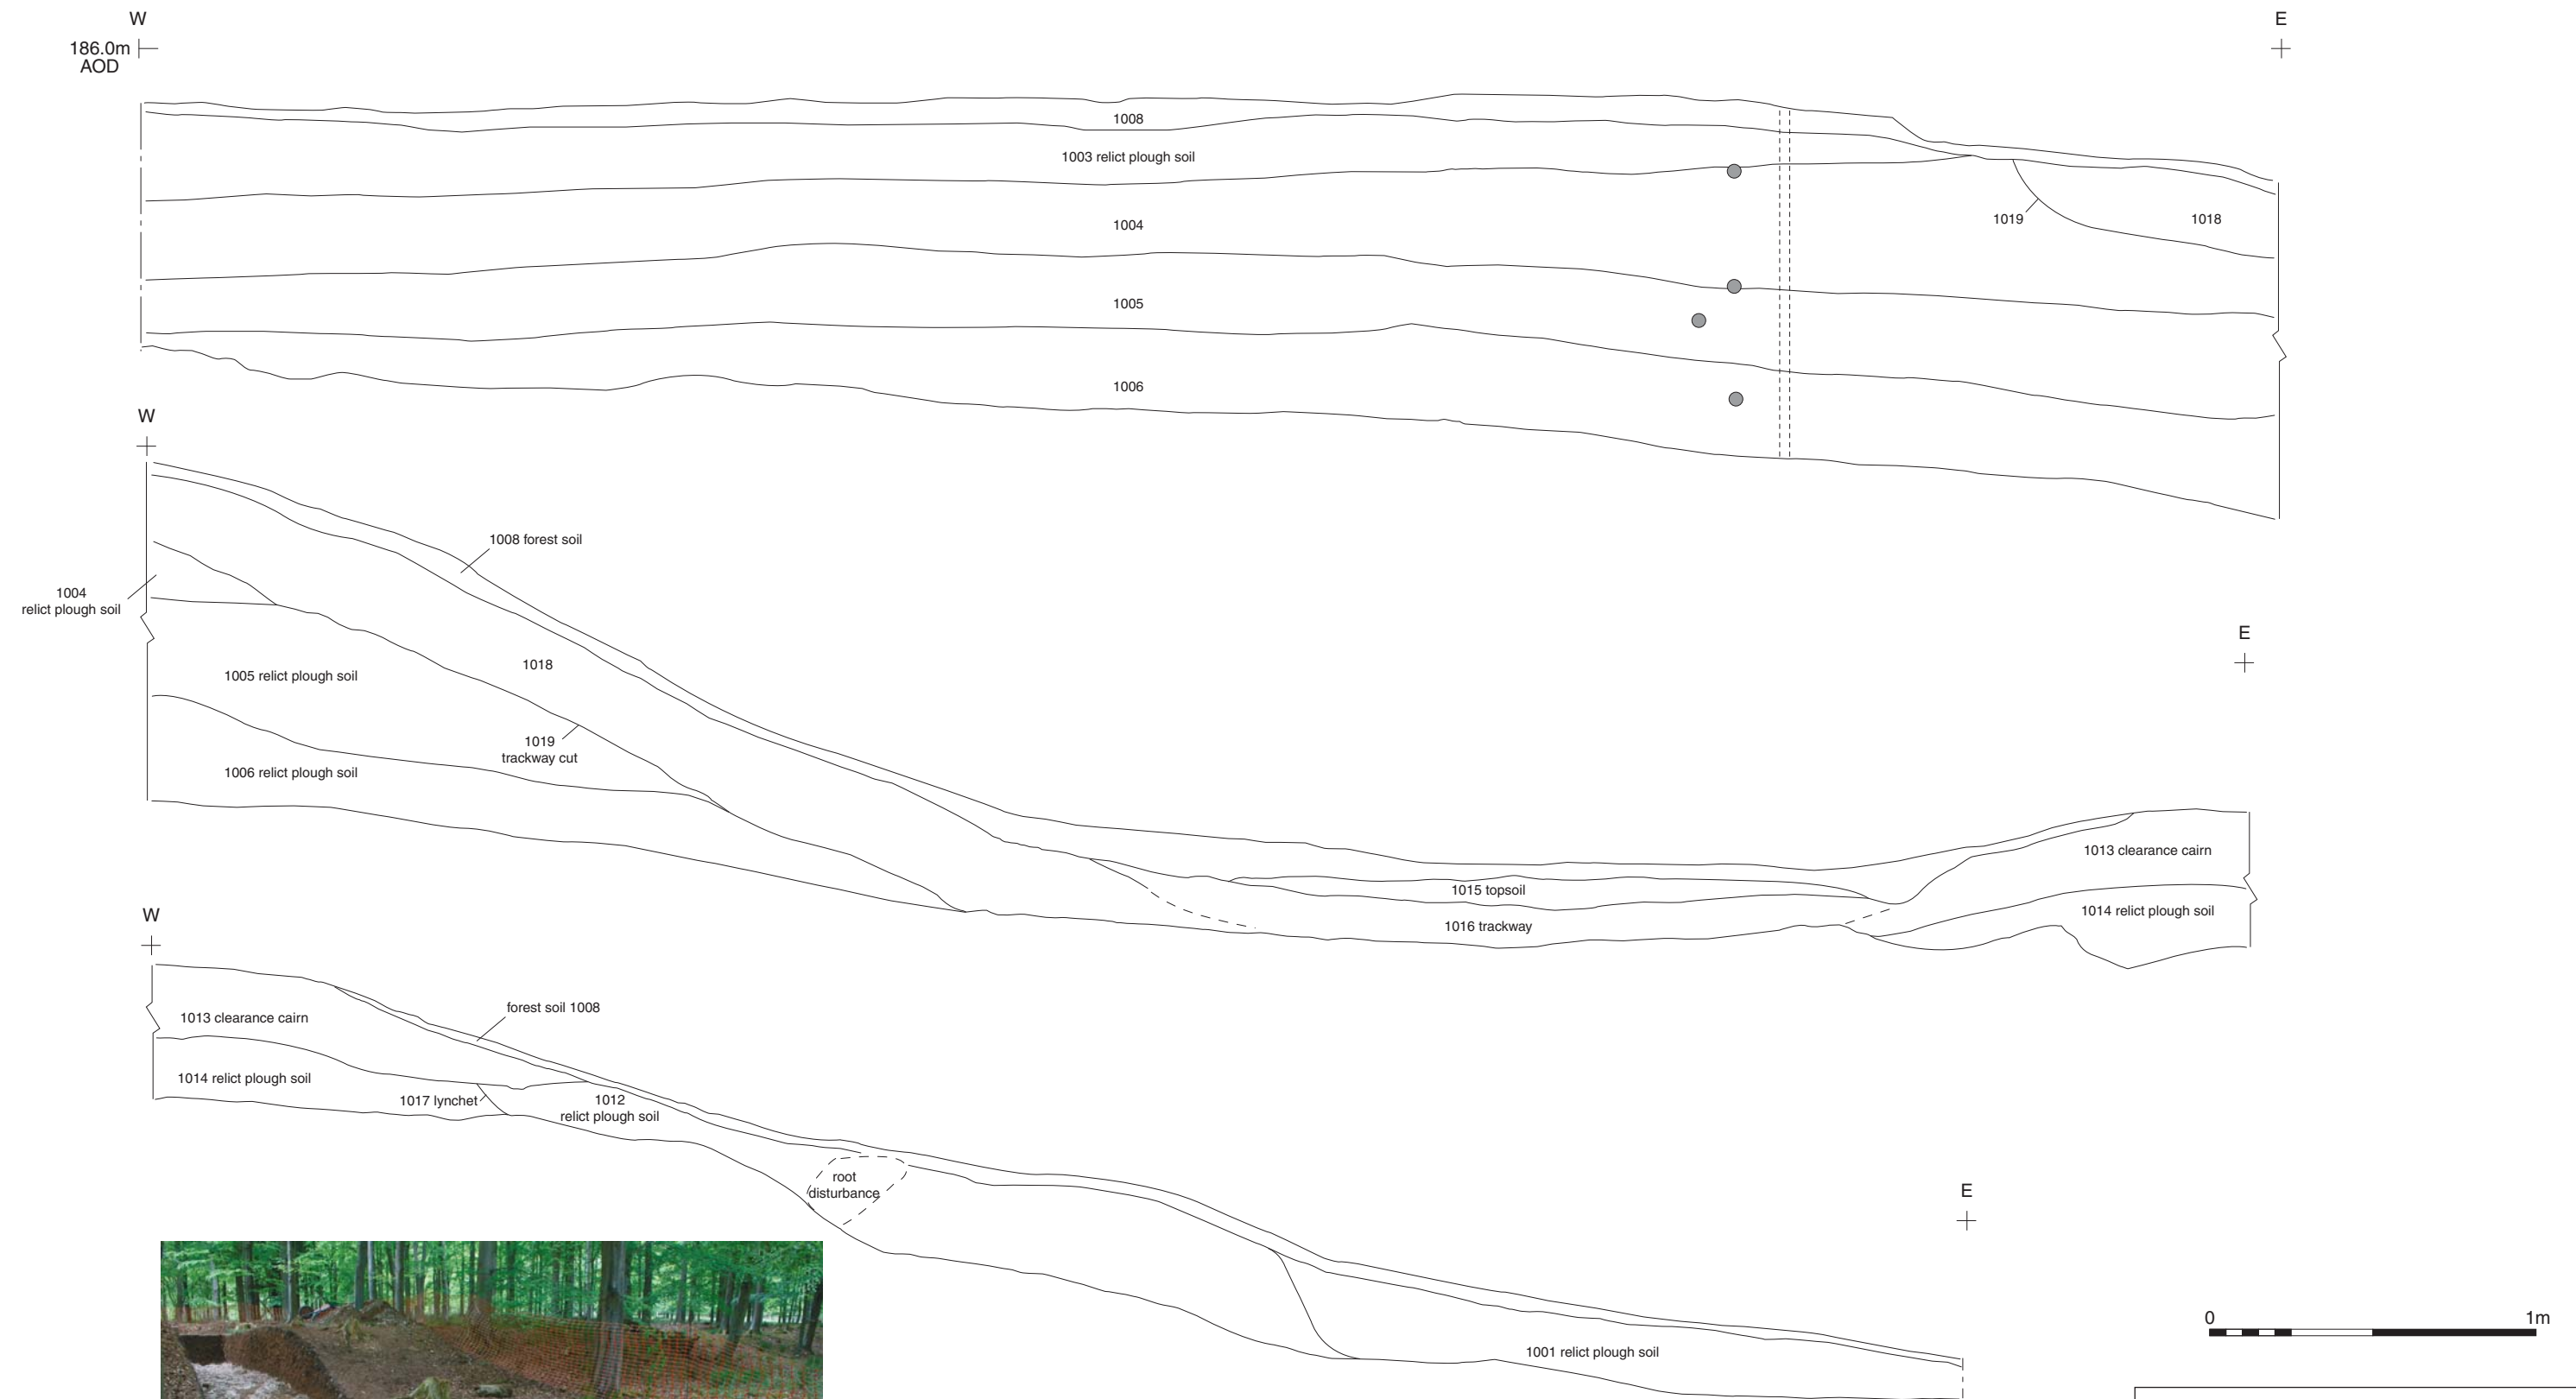 W
E
186.0m
AOD
1008
1003 relict plough soil
1004
1019
1018
1005
1006
W
1008 forest soil
1004
relict plough soil
E
1018
1005 relict plough soil
1019
trackway cut
1006 relict plough soil
1013 clearance cairn
1015 topsoil
1014 relict plough soil
1016 trackway
W
forest soil 1008
1013 clearance cairn
1014 relict plough soil
1017 lynchet
1012
relict plough soil
root
disturbance
E
0 1m
1001 relict plough soil